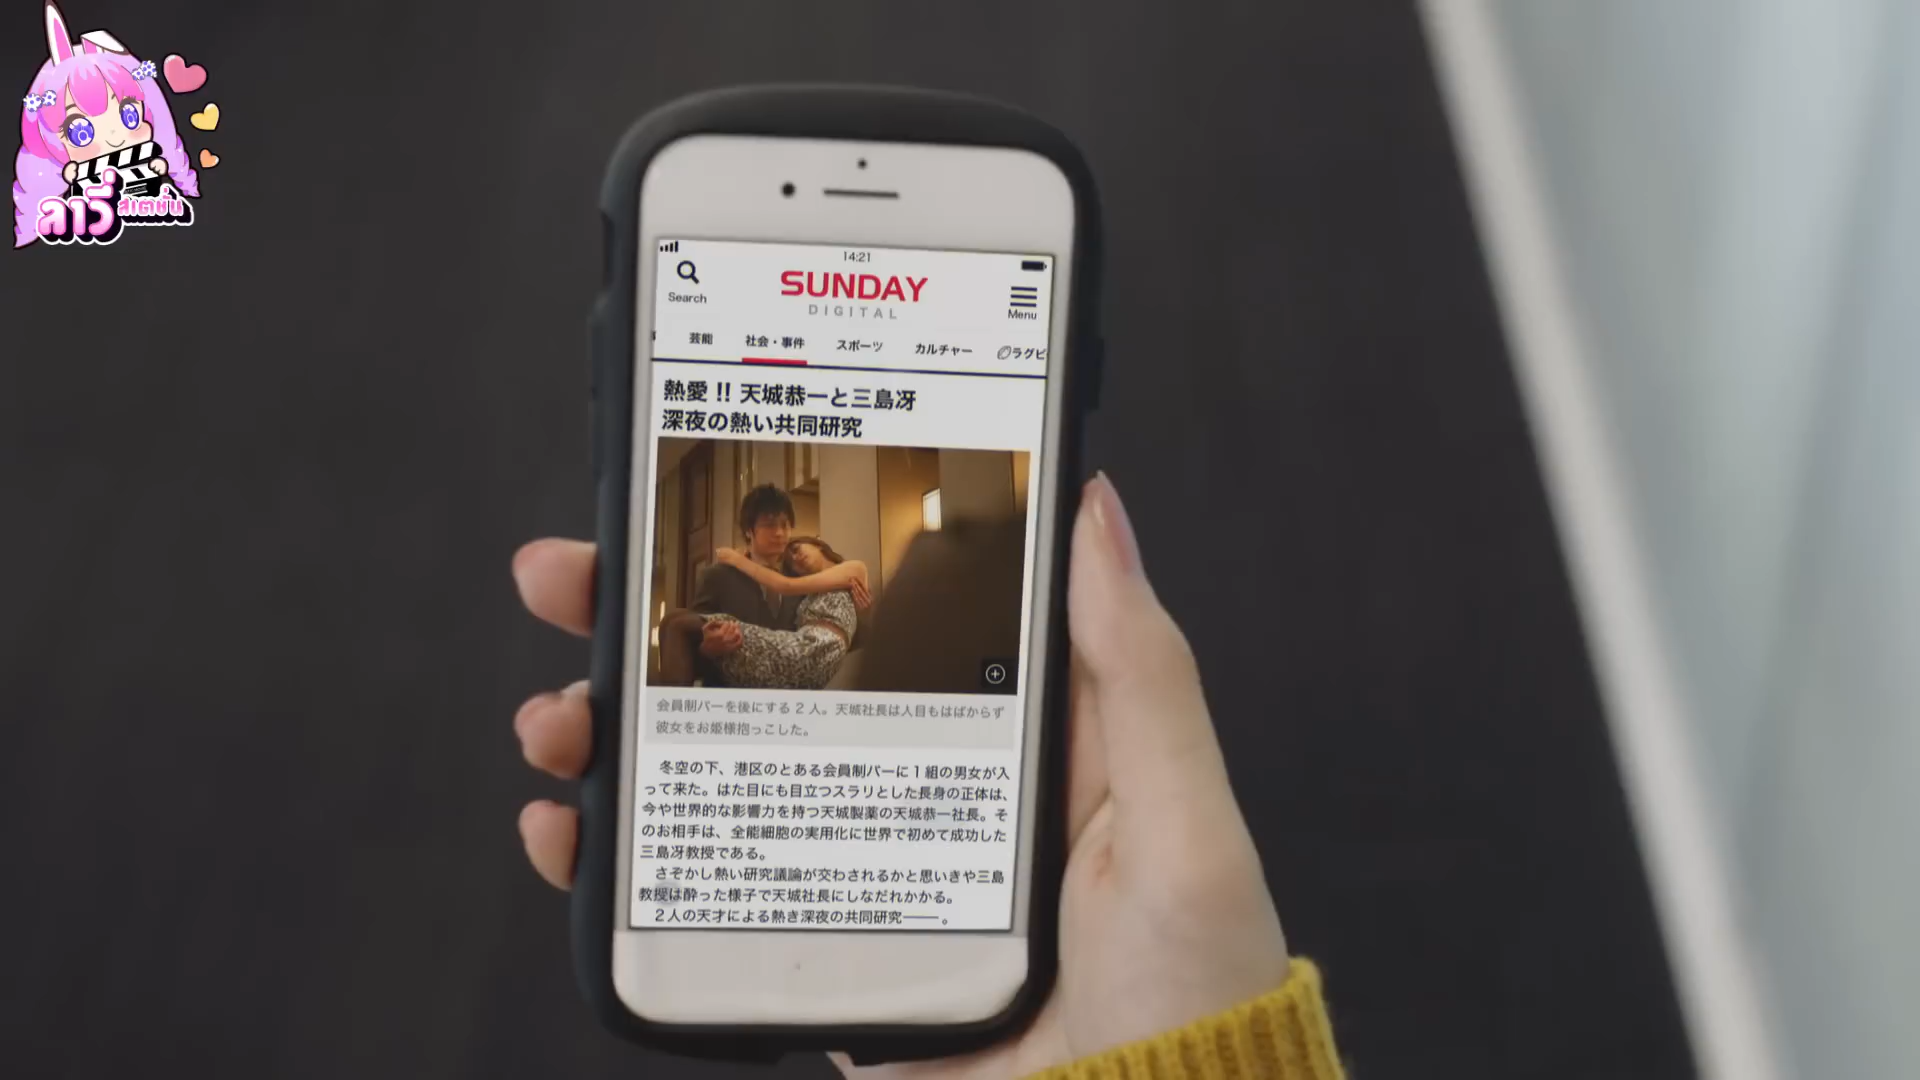 ลาวี่
สเตชั่น
14:21
Search
SUNDAY
DIGITAL
Menu
芸能
社会・事件
スポーツ
カルチャー
ラグビ
熱愛 !! 天城恭一と三島冴
深夜の熱い共同研究
会員制バーを後にする 2 人。天城社長は人目もはばからず
彼女をお姫様抱っこした。
冬空の下、港区のとある会員制バーに 1 組の男女が入
って来た。はた目にも目立つスラリとした長身の正体は、
今や世界的な影響力を持つ天城製薬の天城恭一社長。そ
のお相手は、全能細胞の実用化に世界で初めて成功した
三島冴教授である。
さぞかし熱い研究議論が交わされるかと思いきや三島
教授は酔った様子で天城社長にしなだれかかる。
2 人の天才による熱き深夜の共同研究――。